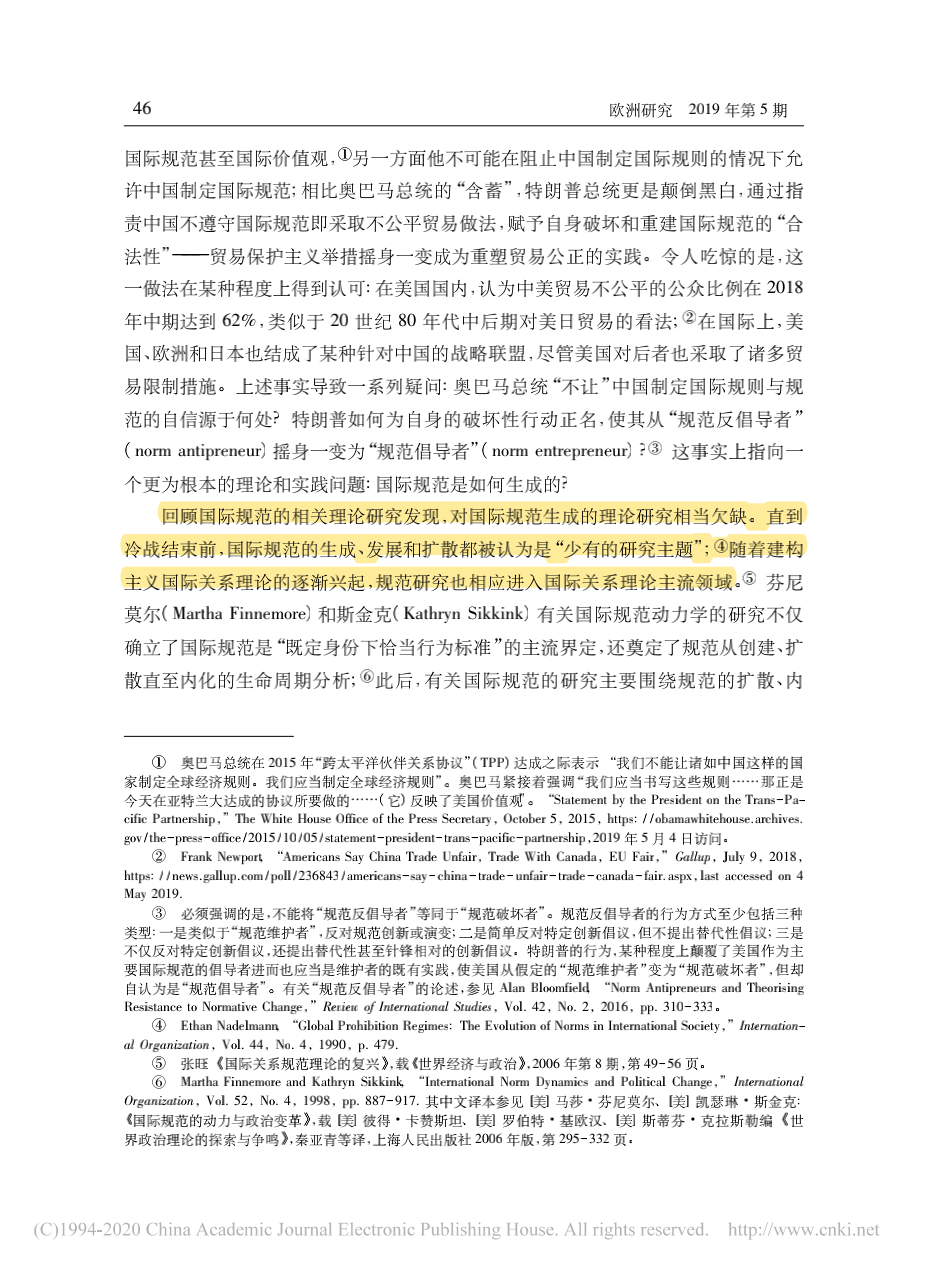 46
欧洲研究 2019 年第 5 期
国际规范甚至国际价值观,①另一方面他不可能在阻止中国制定国际规则的情况下允
许中国制定国际规范; 相比奥巴马总统的“含蓄”,特朗普总统更是颠倒黑白,通过指
责中国不遵守国际规范即采取不公平贸易做法,赋予自身破坏和重建国际规范的“合
法性”——贸易保护主义举措摇身一变成为重塑贸易公正的实践。令人吃惊的是,这
一做法在某种程度上得到认可: 在美国国内,认为中美贸易不公平的公众比例在 2018
年中期达到 62%,类似于 20 世纪 80 年代中后期对美日贸易的看法; ②在国际上,美
国、欧洲和日本也结成了某种针对中国的战略联盟,尽管美国对后者也采取了诸多贸
易限制措施。上述事实导致一系列疑问: 奥巴马总统“不让”中国制定国际规则与规
范的自信源于何处? 特朗普如何为自身的破坏性行动正名,使其从“规范反倡导者”
( norm antipreneur) 摇身一变为“规范倡导者”( norm entrepreneur) ?③ 这事实上指向一
个更为根本的理论和实践问题: 国际规范是如何生成的?
回顾国际规范的相关理论研究发现,对国际规范生成的理论研究相当欠缺。直到
冷战结束前,国际规范的生成、发展和扩散都被认为是“少有的研究主题”; ④随着建构
主义国际关系理论的逐渐兴起,规范研究也相应进入国际关系理论主流领域。⑤ 芬尼
莫尔( Martha Finnemore) 和斯金克( Kathryn Sikkink) 有关国际规范动力学的研究不仅
确立了国际规范是“既定身份下恰当行为标准”的主流界定,还奠定了规范从创建、扩
散直至内化的生命周期分析; ⑥此后,有关国际规范的研究主要围绕规范的扩散、内
① 奥巴马总统在 2015 年“跨太平洋伙伴关系协议”( TPP) 达成之际表示 “我们不能让诸如中国这样的国
家制定全球经济规则。我们应当制定全球经济规则”。奥巴马紧接着强调“我们应当书写这些规则……那正是
今天在亚特兰大达成的协议所要做的……( 它) 反映了美国价值观”。“Statement by the President on the Trans-Pa-
cific Partnership,”The White House Office of the Press Secretary, October 5, 2015, https: / /obamawhitehouse.archives.
gov /the-press-office /2015 /10 /05 /statement-president-trans-pacific-partnership,2019 年 5 月 4 日访问。
② Frank Newport, “Americans Say China Trade Unfair, Trade With Canada, EU Fair,” Gallup, July 9, 2018,
https: / /news.gallup.com /poll /236843 /americans-say-china-trade-unfair-trade-canada-fair. aspx, last accessed on 4
May 2019.
③ 必须强调的是,不能将“规范反倡导者”等同于“规范破坏者”。规范反倡导者的行为方式至少包括三种
类型: 一是类似于“规范维护者”,反对规范创新或演变; 二是简单反对特定创新倡议,但不提出替代性倡议; 三是
不仅反对特定创新倡议,还提出替代性甚至针锋相对的创新倡议。特朗普的行为,某种程度上颠覆了美国作为主
要国际规范的倡导者进而也应当是维护者的既有实践,使美国从假定的“规范维护者”变为“规范破坏者”,但却
自认为是“规范倡导者”。有关“规范反倡导者”的论述,参见 Alan Bloomfield, “Norm Antipreneurs and Theorising
Resistance to Normative Change,” Review of International Studies, Vol. 42, No. 2, 2016, pp. 310-333。
④ Ethan Nadelmann, “Global Prohibition Regimes: The Evolution of Norms in International Society,” Internation-
al Organization, Vol. 44, No. 4, 1990, p. 479.
⑤ 张旺 《国际关系规范理论的复兴》,载《世界经济与政治》,2006 年第 8 期,第 49-56 页。
⑥ Martha Finnemore and Kathryn Sikkink, “International Norm Dynamics and Political Change,” International
Organization, Vol. 52, No. 4, 1998, pp. 887-917. 其中文译本参见 [美] 马莎·芬尼莫尔、[美] 凯瑟琳·斯金克:
《国际规范的动力与政治变革》,载 [美] 彼得·卡赞斯坦、[美] 罗伯特·基欧汉、[美] 斯蒂芬·克拉斯勒编 《世
界政治理论的探索与争鸣》,秦亚青等译,上海人民出版社 2006 年版,第 295-332 页。
(C)1994-2020 China Academic Journal Electronic Publishing House. All rights reserved. http://www.cnki.net